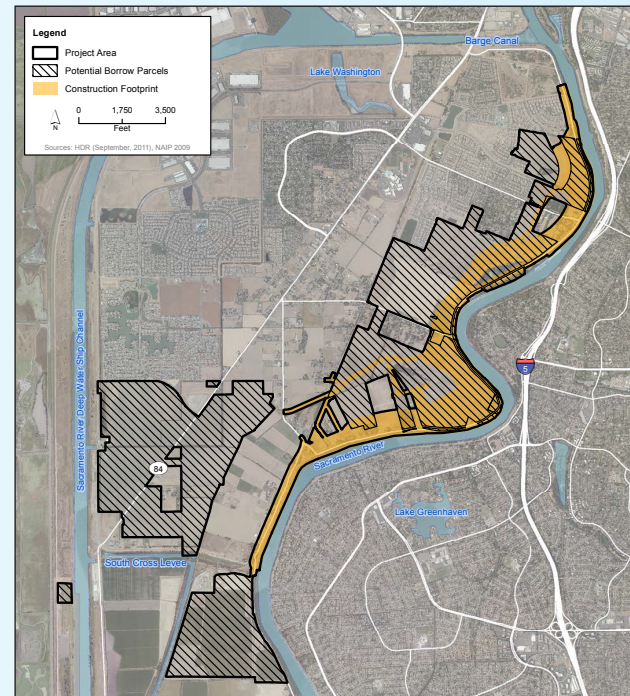 Legend
Project Area
Potential Borrow Parcels
Construction Footprint
N
0 1,750 3,500
Feet
Sources: HDR (September, 2011), NAIP 2009
Barge Canal
Lake Washington
Sacramento River Deep Water Ship Channel
5
84
Sacramento River
Lake Greenhaven
South Cross Levee